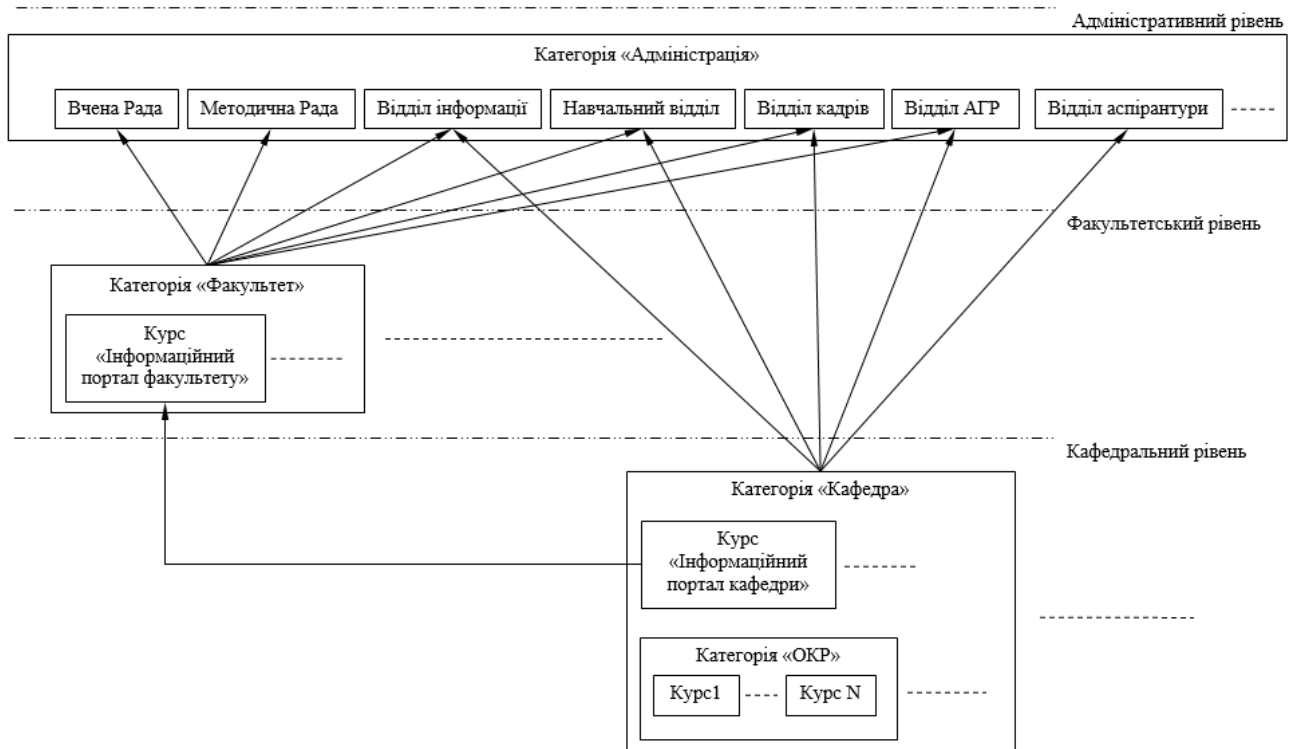 Адміністративний рівень
Категорія «Адміністрація»
Вчена Рада
Методична Рада
Відділ інформації
Навчальний відділ
Відділ кадрів
Відділ АГР
Відділ аспірантури
Факультетський рівень
Категорія «Факультет»
Курс
«Інформаційний
портал факультету»
Кафедральний рівень
Категорія «Кафедра»
Курс
«Інформаційний
портал кафедри»
Категорія «ОКР»
Курс1
Курс N